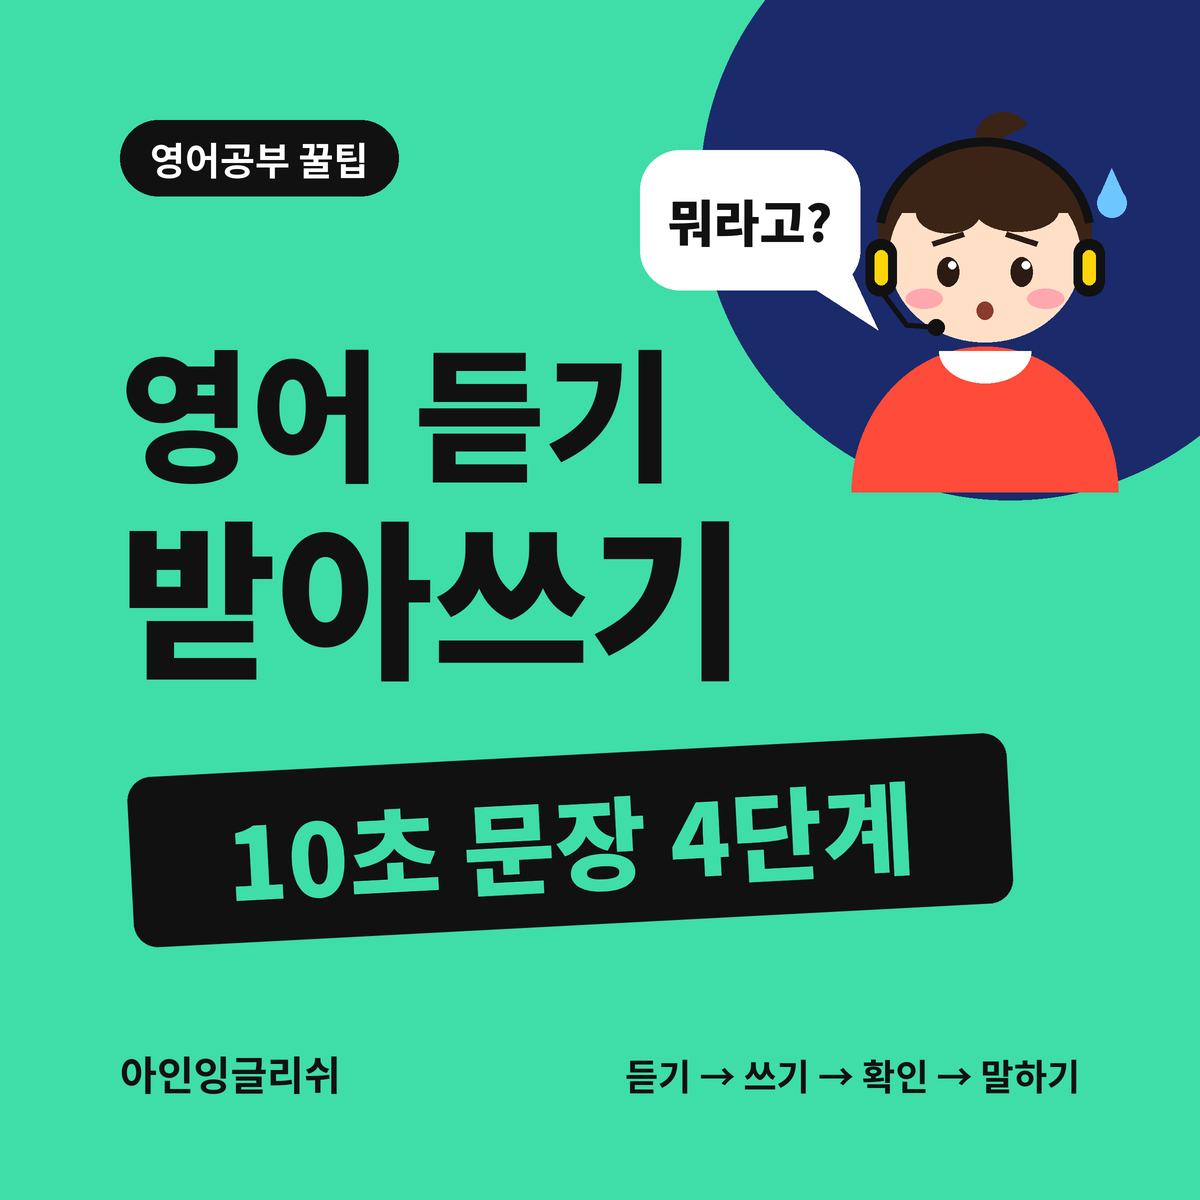 영어공부 꿀팁
뭐라고?
영어 듣기
받아쓰기
10초 문장 4단계
아인잉글리쉬
듣기 → 쓰기 → 확인 → 말하기